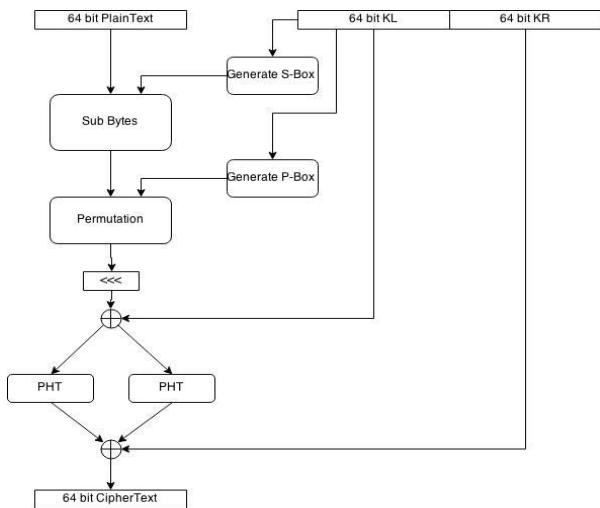 64 bit PlainText
64 bit KL
64 bit KR
Generate S-Box
Sub Bytes
Generate P-Box
Permutation
<<<
PHT
PHT
64 bit CipherText